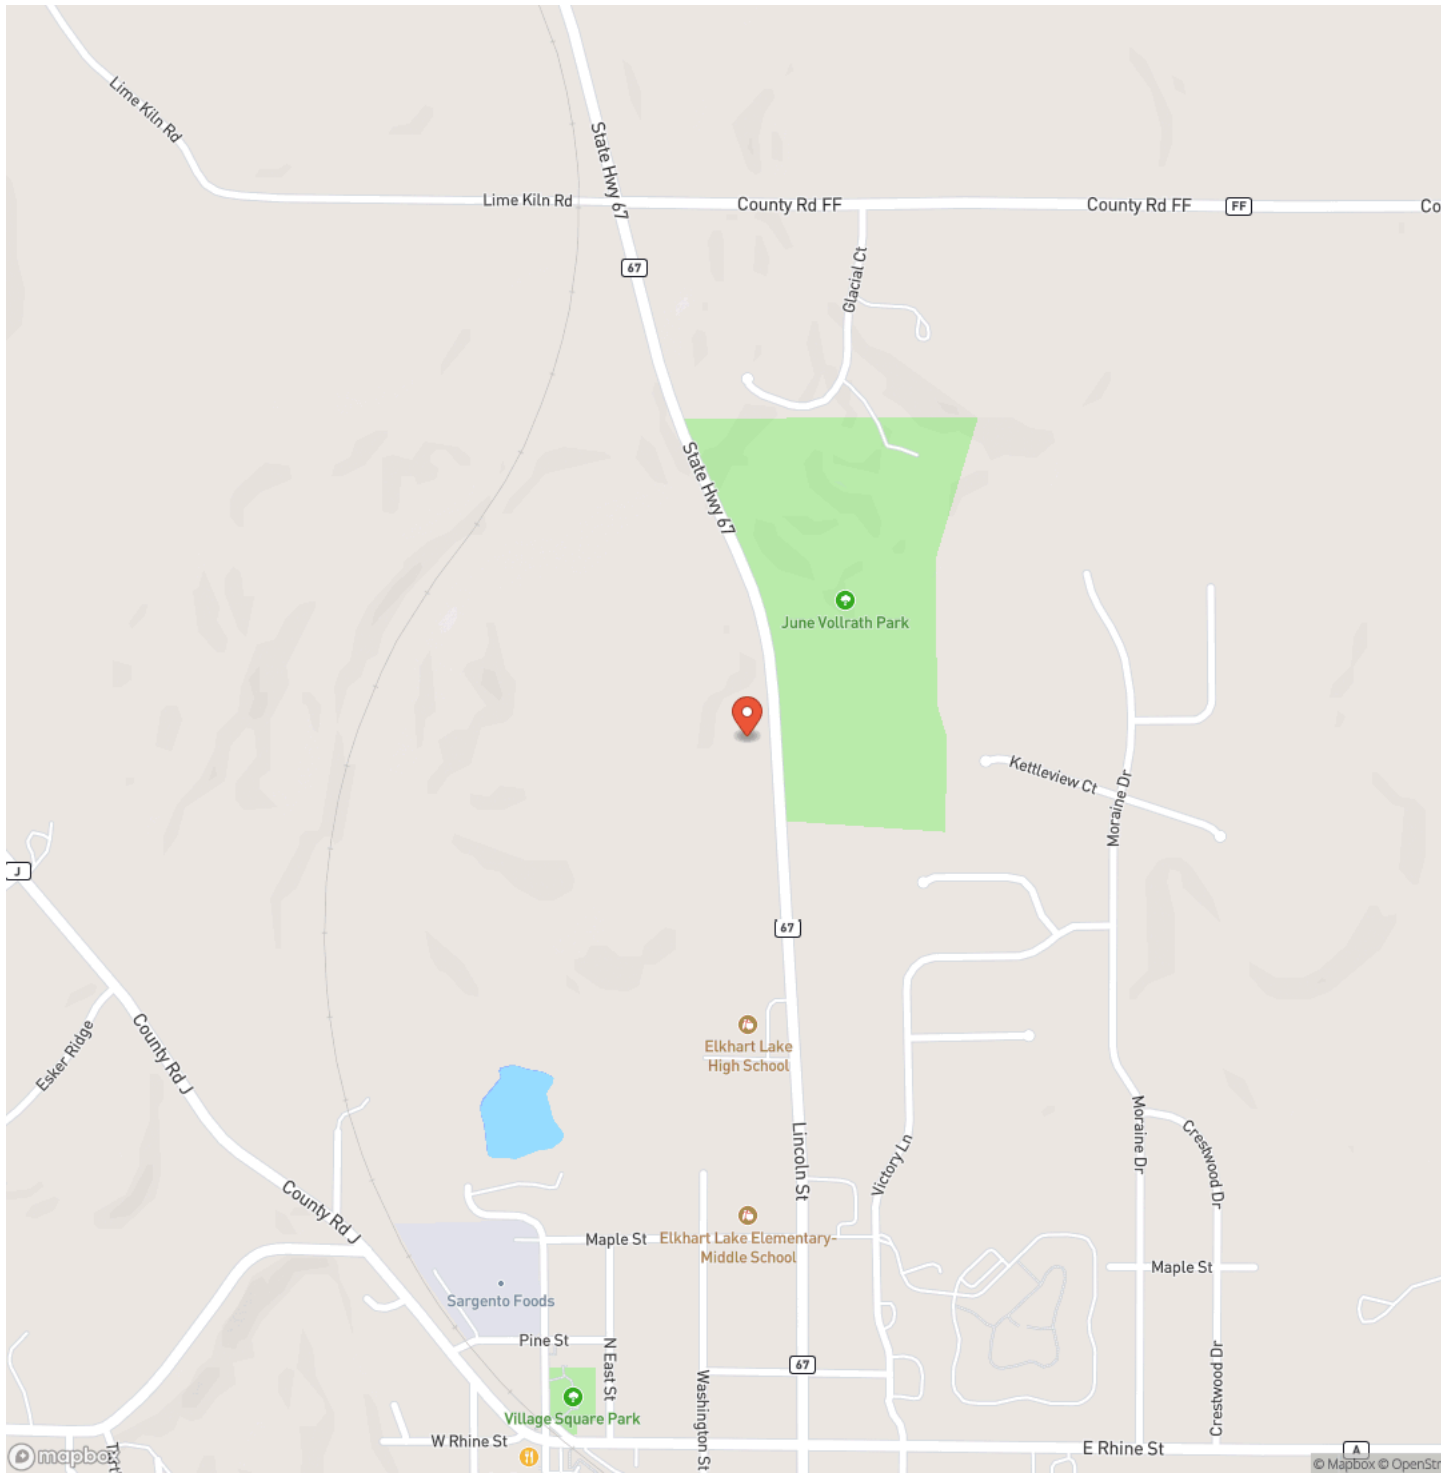 Lime Kiln Rd
State Hwy 67
Lime Kiln Rd
County Rd FF
County Rd FF
FF
Co
67
Glacial Ct
State Hwy 67
June Vollrath Park
Kettleview Ct
Moraine Dr
J
67
Esker Ridge
County Rd J
Elkhart Lake
High School
Lincoln St
Victory Ln
Moraine Dr
Crestwood Dr
County Rd J
Maple St
Elkhart Lake Elementary-
Middle School
Maple St
Sargento Foods
Pine St
N East St
67
Washington St
Crestwood Dr
Village Square Park
W Rhine St
E Rhine St
A
mapbox
© Mapbox © OpenStr